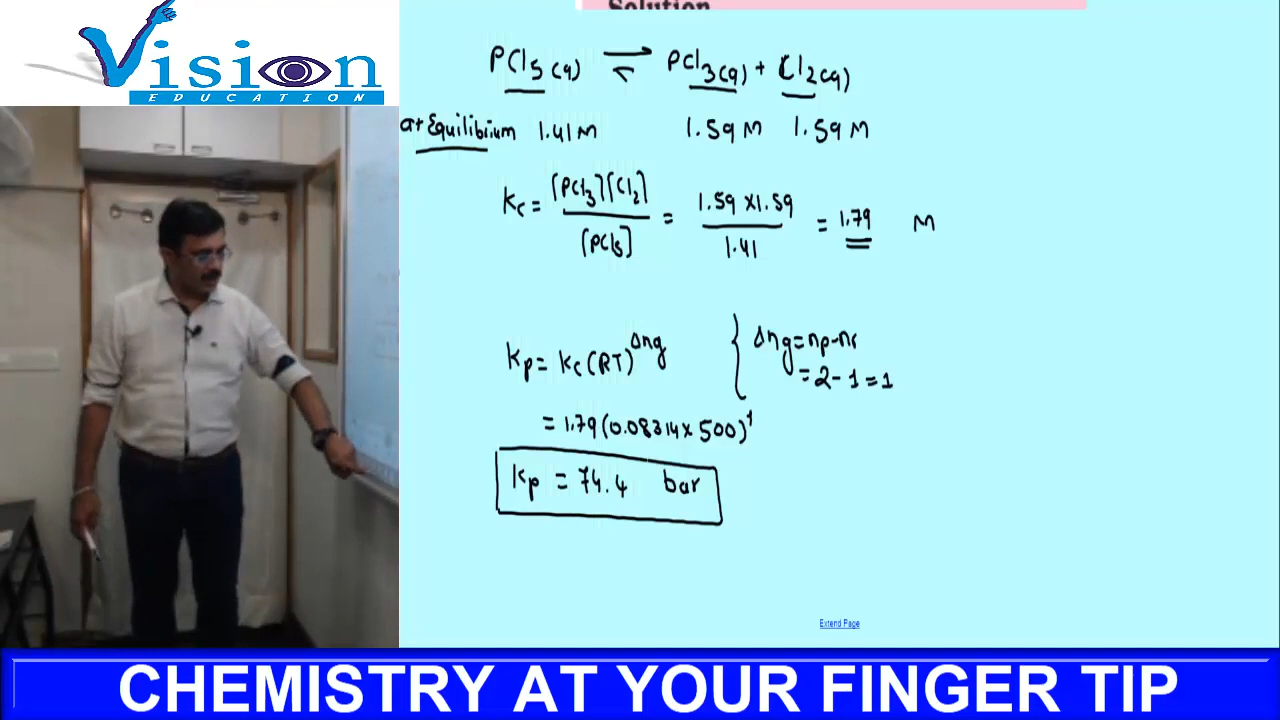 Vision
EDUCATION
Solution
PCl5(g) ⇌ PCl3(g) + Cl2(g)
at Equilibrium 1.41M 1.59M 1.59M
Kc = [PCl3][Cl2] / [PCl5] = 1.59 x 1.59 / 1.41 = 1.79 M
Kp = Kc(RT)^Δng { Δng = np - nr
= 2 - 1 = 1
= 1.79(0.08314 x 500)^1
Kp = 74.4 bar
Extend Page
CHEMISTRY AT YOUR FINGER TIP